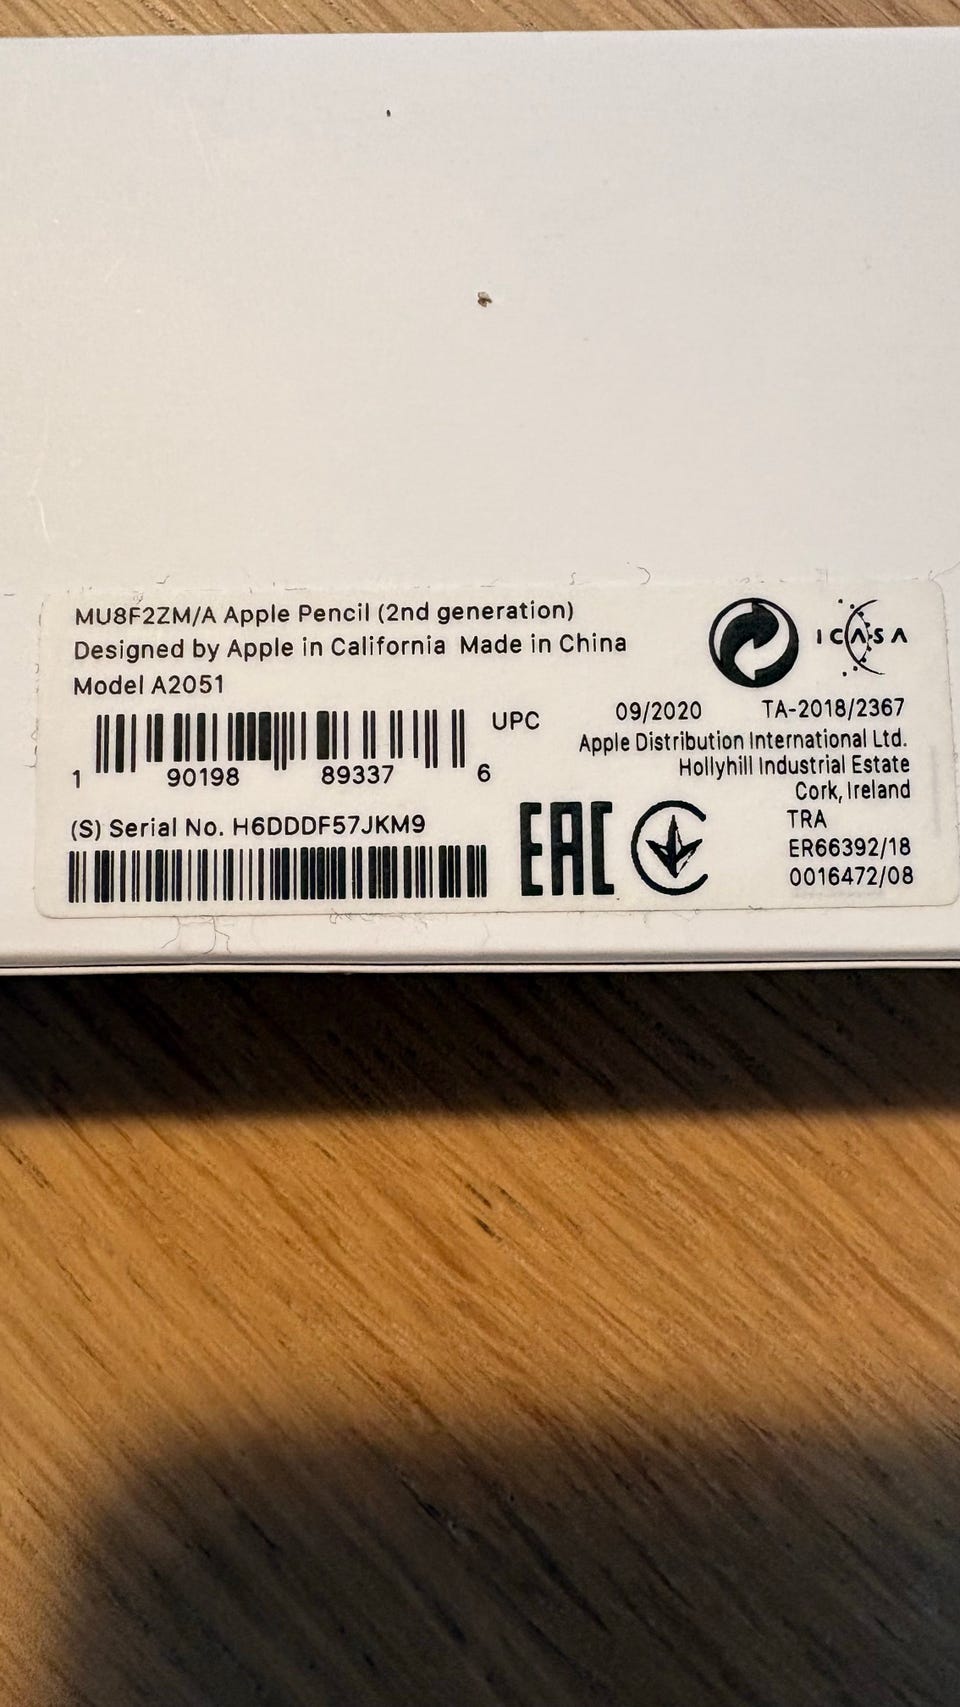 MU8F2ZM/A Apple Pencil (2nd generation)
Designed by Apple in California Made in China
Model A2051
UPC
1 90198 89337 6
(S) Serial No. H6DDDF57JKM9
ICASA
09/2020 TA-2018/2367
Apple Distribution International Ltd.
Hollyhill Industrial Estate
Cork, Ireland
EAC
TRA
ER66392/18
0016472/08